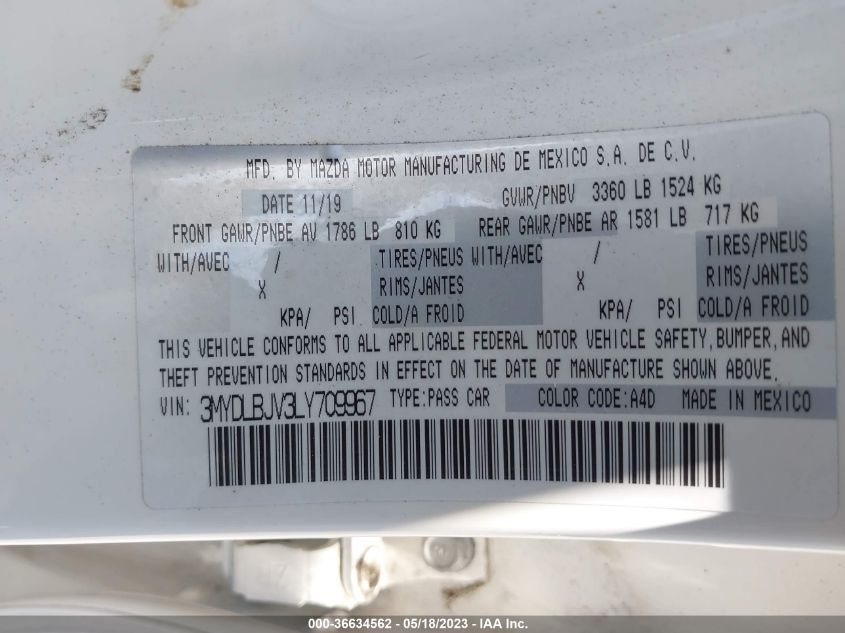 MFD. BY MAZDA MOTOR MANUFACTURING DE MEXICO S.A. DE C.V.
DATE 11/19 GVWR/PNBV 3360 LB 1524 KG
FRONT GAWR/PNBE AV 1786 LB 810 KG REAR GAWR/PNBE AR 1581 LB 717 KG
WITH/AVEC / TIRES/PNEUS WITH/AVEC / TIRES/PNEUS
X RIMS/JANTES X RIMS/JANTES
KPA/ PSI COLD/A FROID KPA/ PSI COLD/A FROID
THIS VEHICLE CONFORMS TO ALL APPLICABLE FEDERAL MOTOR VEHICLE SAFETY, BUMPER, AND
THEFT PREVENTION STANDARDS IN EFFECT ON THE DATE OF MANUFACTURE SHOWN ABOVE.
VIN: 3MYDLBJV3LY709967 TYPE:PASS CAR COLOR CODE:A4D MADE IN MEXICO
000-36634562 - 05/18/2023 - IAA Inc.